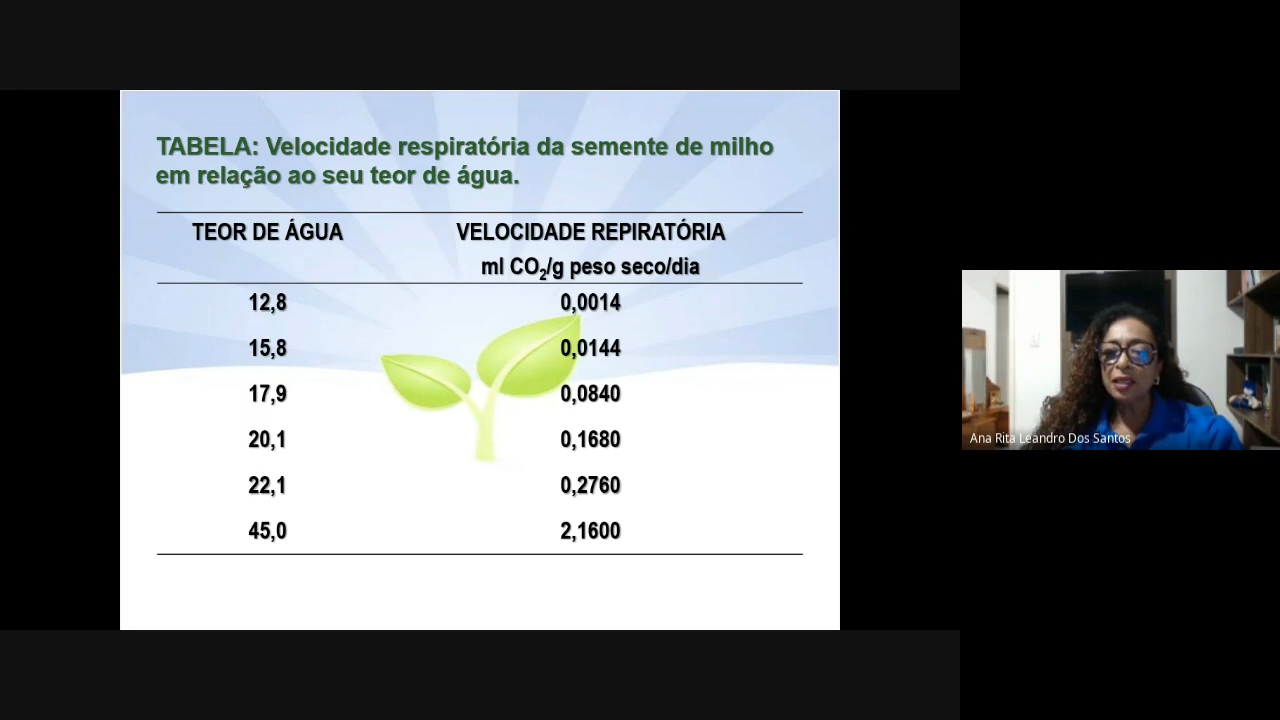 TABELA: Velocidade respiratória da semente de milho
em relação ao seu teor de água.
TEOR DE ÁGUA VELOCIDADE REPIRATÓRIA
ml CO₂/g peso seco/dia
12,8 0,0014
15,8 0,0144
17,9 0,0840
20,1 0,1680
22,1 0,2760
45,0 2,1600
Ana Rita Leandro Dos Santos